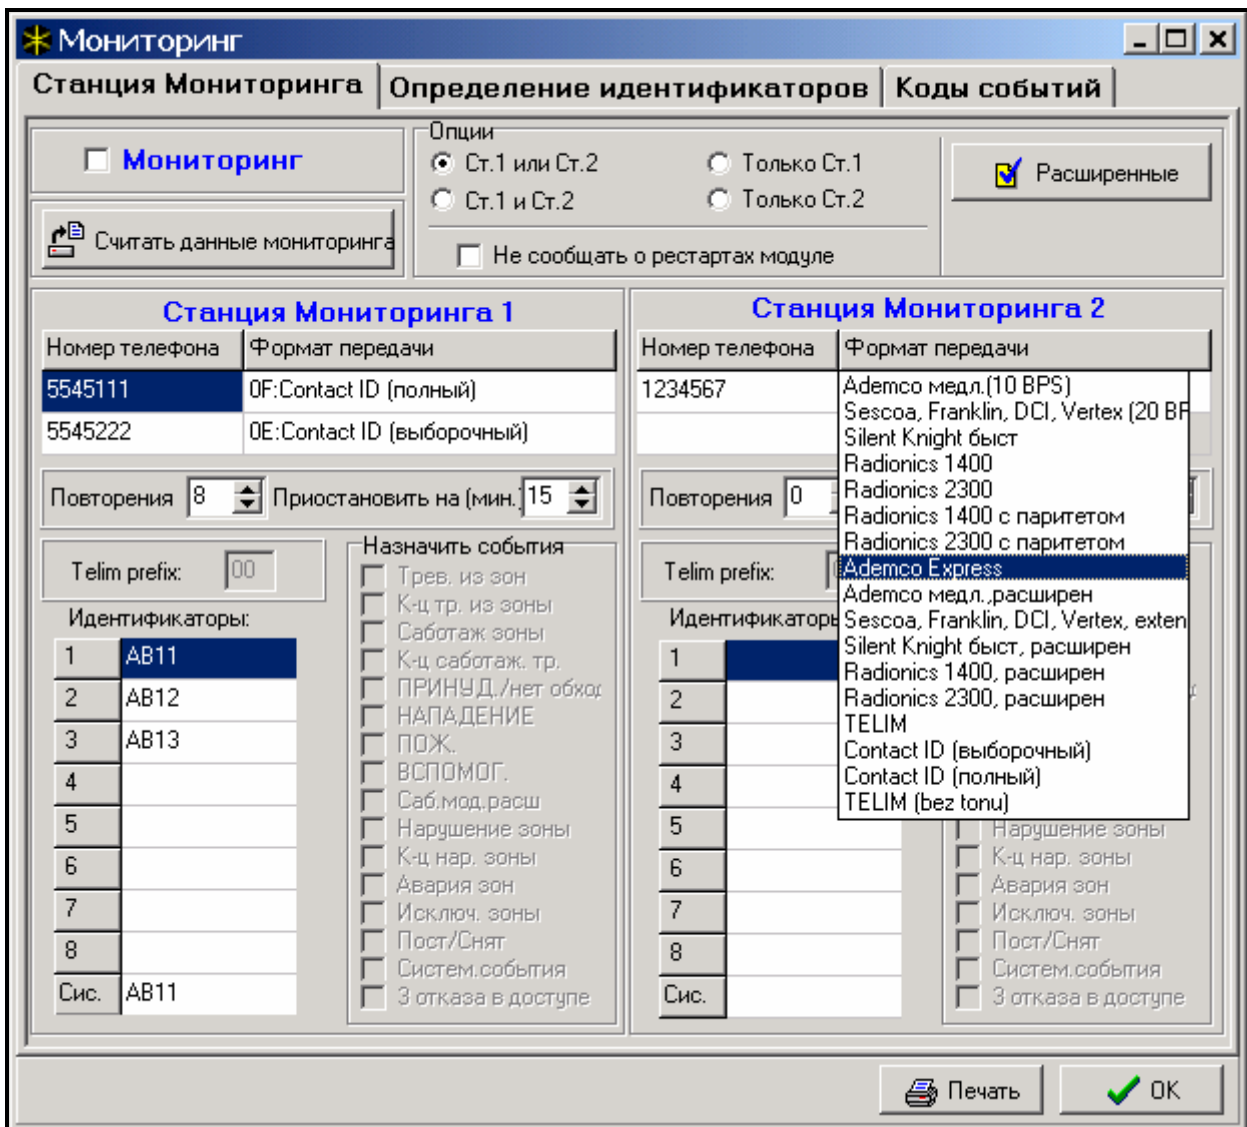 Мониторинг
Станция Мониторинга
Определение идентификаторов
Коды событий
Мониторинг
Считать данные мониторинга
Опции
Ст.1 или Ст.2
Только Ст.1
Ст.1 и Ст.2
Только Ст.2
Не сообщать о рестартах модуле
Расширенные
Станция Мониторинга 1
Номер телефона
Формат передачи
5545111
0F:Contact ID (полный)
5545222
0E:Contact ID (выборочный)
Повторения
8
Приостановить на (мин.)
15
Telim prefix:
00
Идентификаторы:
1 AB11
2 AB12
3 AB13
4
5
6
7
8
Сис. AB11
Назначить события
Трев. из зон
К-ц тр. из зоны
Саботаж зоны
К-ц саботаж. тр.
ПРИНУД./нет обход
НАПАДЕНИЕ
ПОЖ.
ВСПОМОГ.
Саб.мод.расш
Нарушение зоны
К-ц нар. зоны
Авария зон
Исключ. зоны
Пост/Снят
Систем.события
3 отказа в доступе
Станция Мониторинга 2
Номер телефона
Формат передачи
1234567
Ademco медл.(10 BPS)
Sescoa, Franklin, DCI, Vertex (20 BP
Silent Knight быст
Radionics 1400
Radionics 2300
Radionics 1400 с паритетом
Radionics 2300 с паритетом
Ademco Express
Ademco медл.,расширен
Sescoa, Franklin, DCI, Vertex, exten
Silent Knight быст, расширен
Radionics 1400, расширен
Radionics 2300, расширен
TELIM
Contact ID (выборочный)
Contact ID (полный)
TELIM (bez tonu)
Повторения
0
Telim prefix:
Идентификаторы
1
2
3
4
5
6
7
8
Сис.
Нарушение зоны
К-ц нар. зоны
Авария зон
Исключ. зоны
Пост/Снят
Систем.события
3 отказа в доступе
Печать
OK